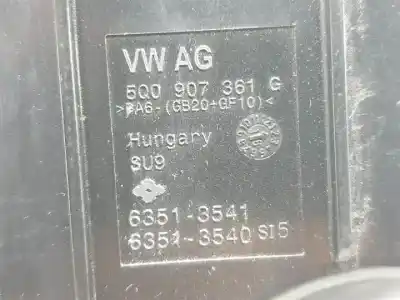 VW AG
5Q0 907 361 G
>PA6-(GB20+GF10)<
Hungary
SU9
6351-3541
6351-3540 SI5